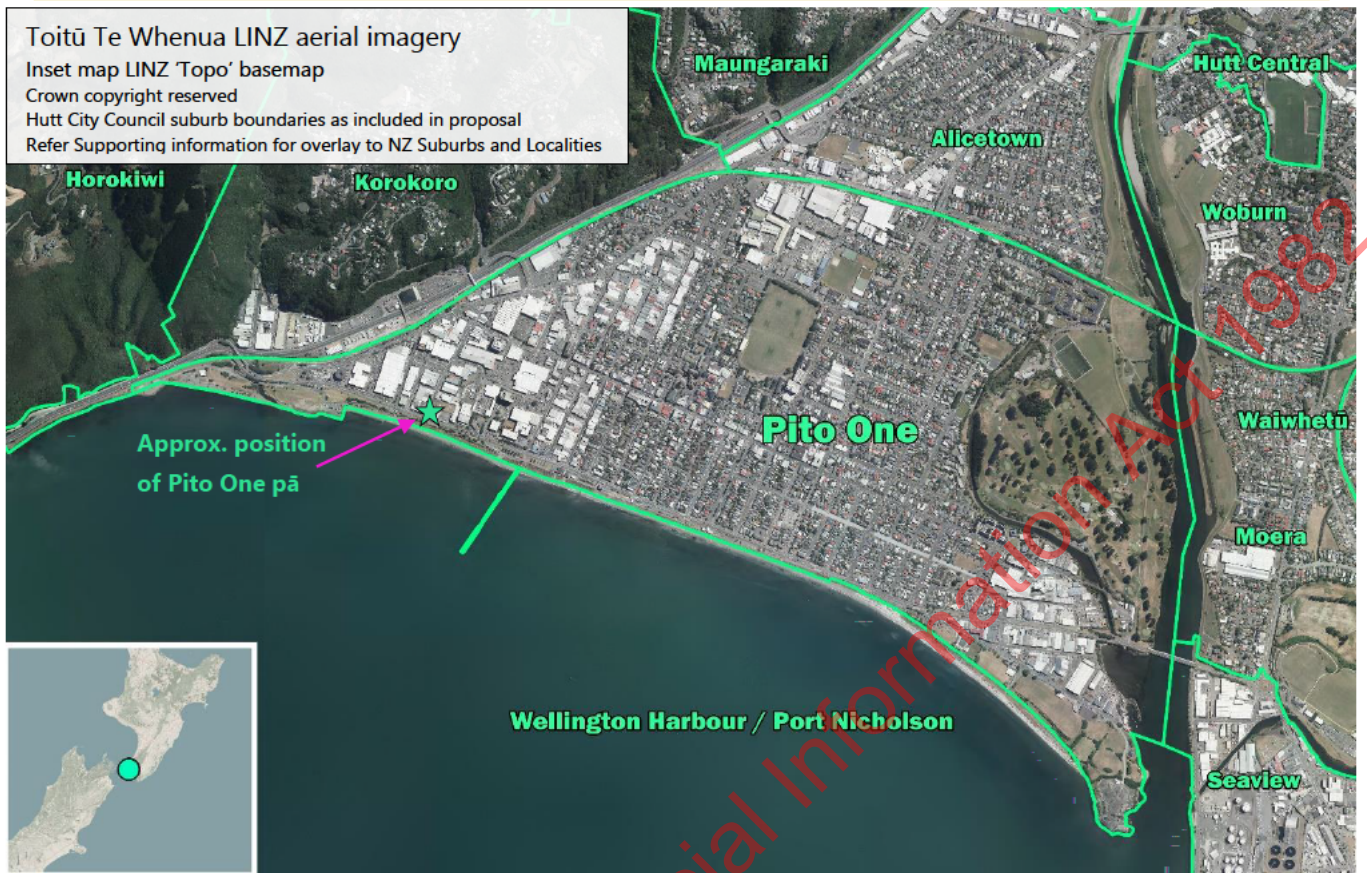 Toitū Te Whenua LINZ aerial imagery
Inset map LINZ 'Topo' basemap
Crown copyright reserved
Hutt City Council suburb boundaries as included in proposal
Refer Supporting information for overlay to NZ Suburbs and Localities
Maungaraki
Hutt Central
Alicetown
Horokiwi
Korokoro
Woburn
Pito One
Waiwhetū
Approx. position
of Pito One pā
Moera
Wellington Harbour / Port Nicholson
Seaview
Information Act 1982